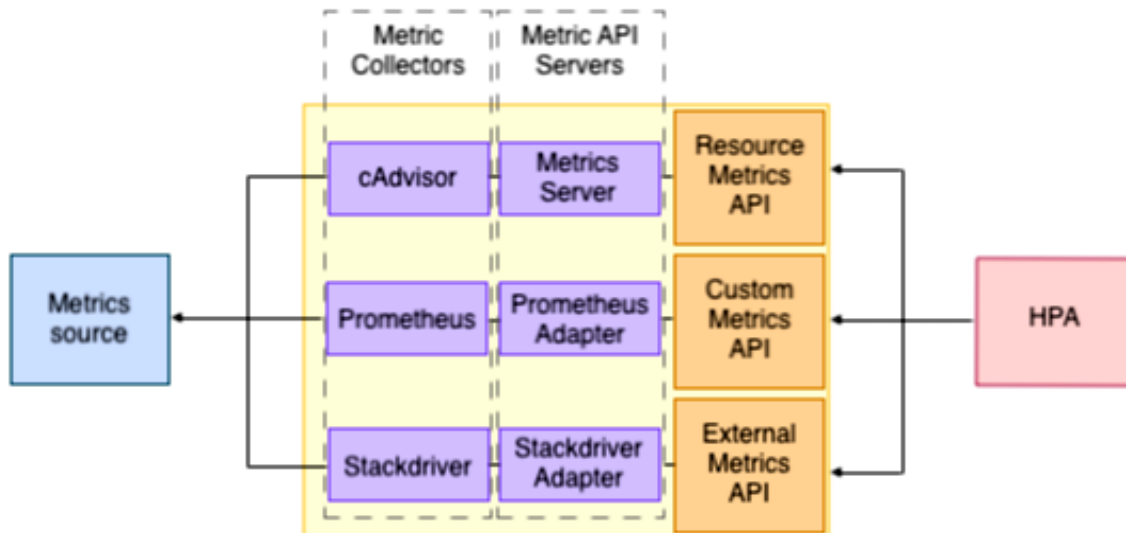 Metric
Collectors
Metric API
Servers
cAdvisor
Metrics
Server
Resource
Metrics
API
Metrics
source
Prometheus
Prometheus
Adapter
Custom
Metrics
API
HPA
Stackdriver
Stackdriver
Adapter
External
Metrics
API